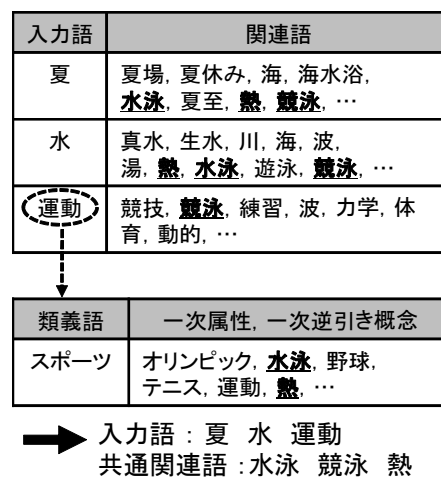 入力語 関連語
夏 夏場, 夏休み, 海, 海水浴,
水泳, 夏至, 熱, 競泳, …
水 真水, 生水, 川, 海, 波,
湯, 熱, 水泳, 遊泳, 競泳, …
運動 競技, 競泳, 練習, 波, 力学, 体
育, 動的, …
類義語 一次属性, 一次逆引き概念
スポーツ オリンピック, 水泳, 野球,
テニス, 運動, 熱, …
入力語 : 夏 水 運動
共通関連語 : 水泳 競泳 熱